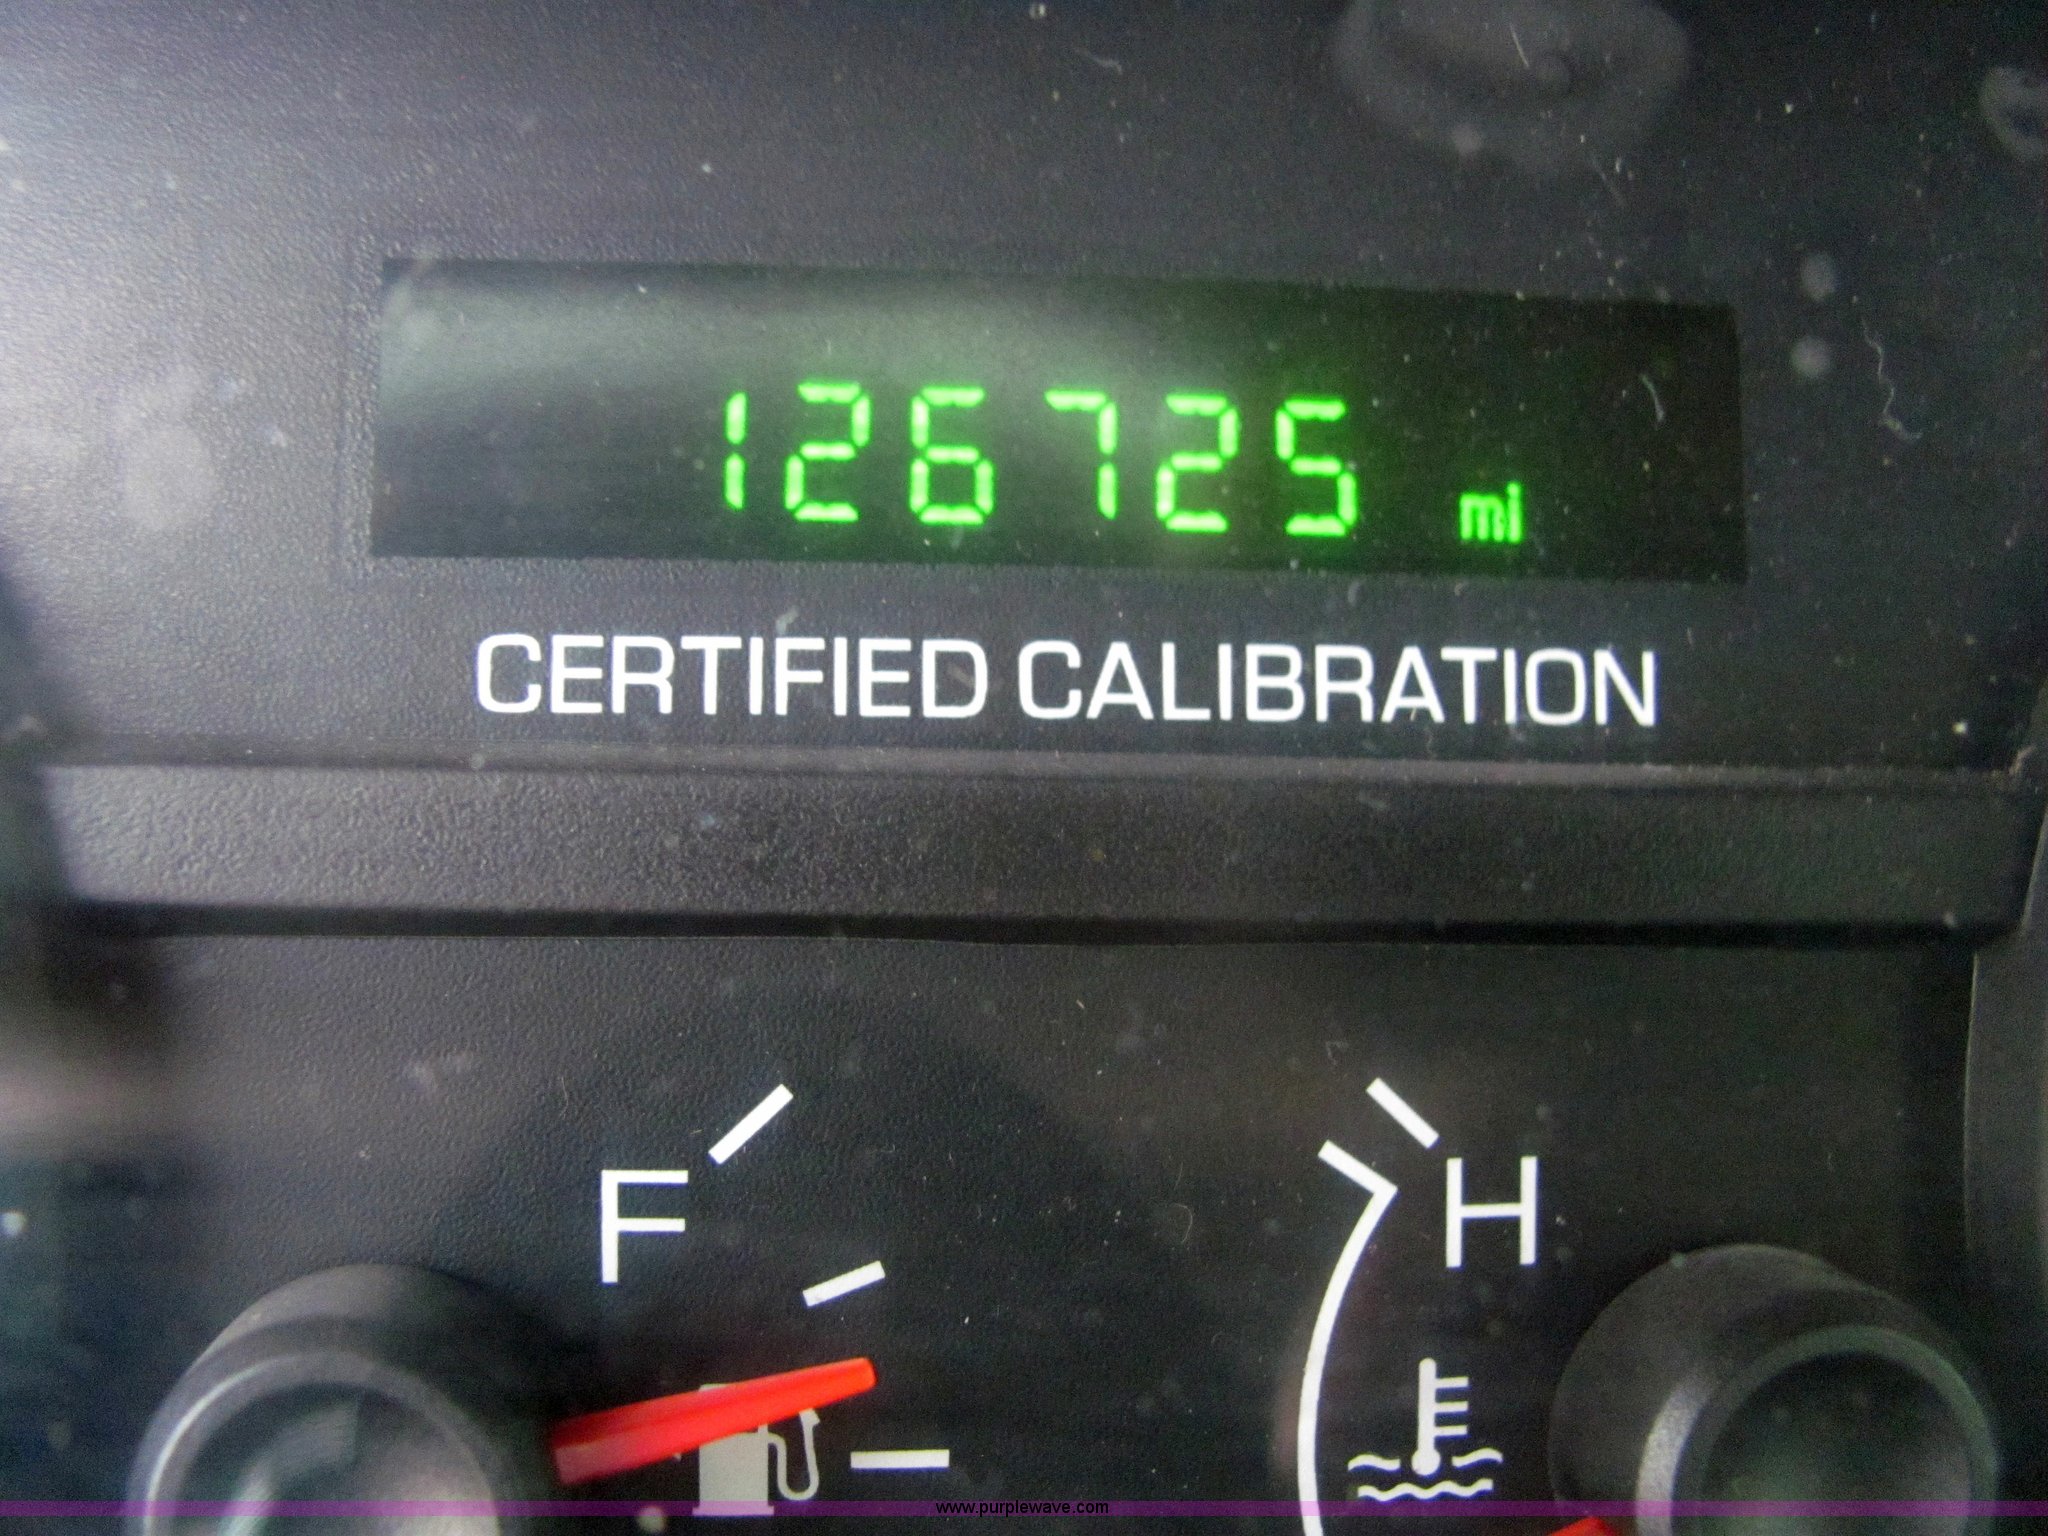 126725 mi
CERTIFIED CALIBRATION
F
H
www.purplewave.com